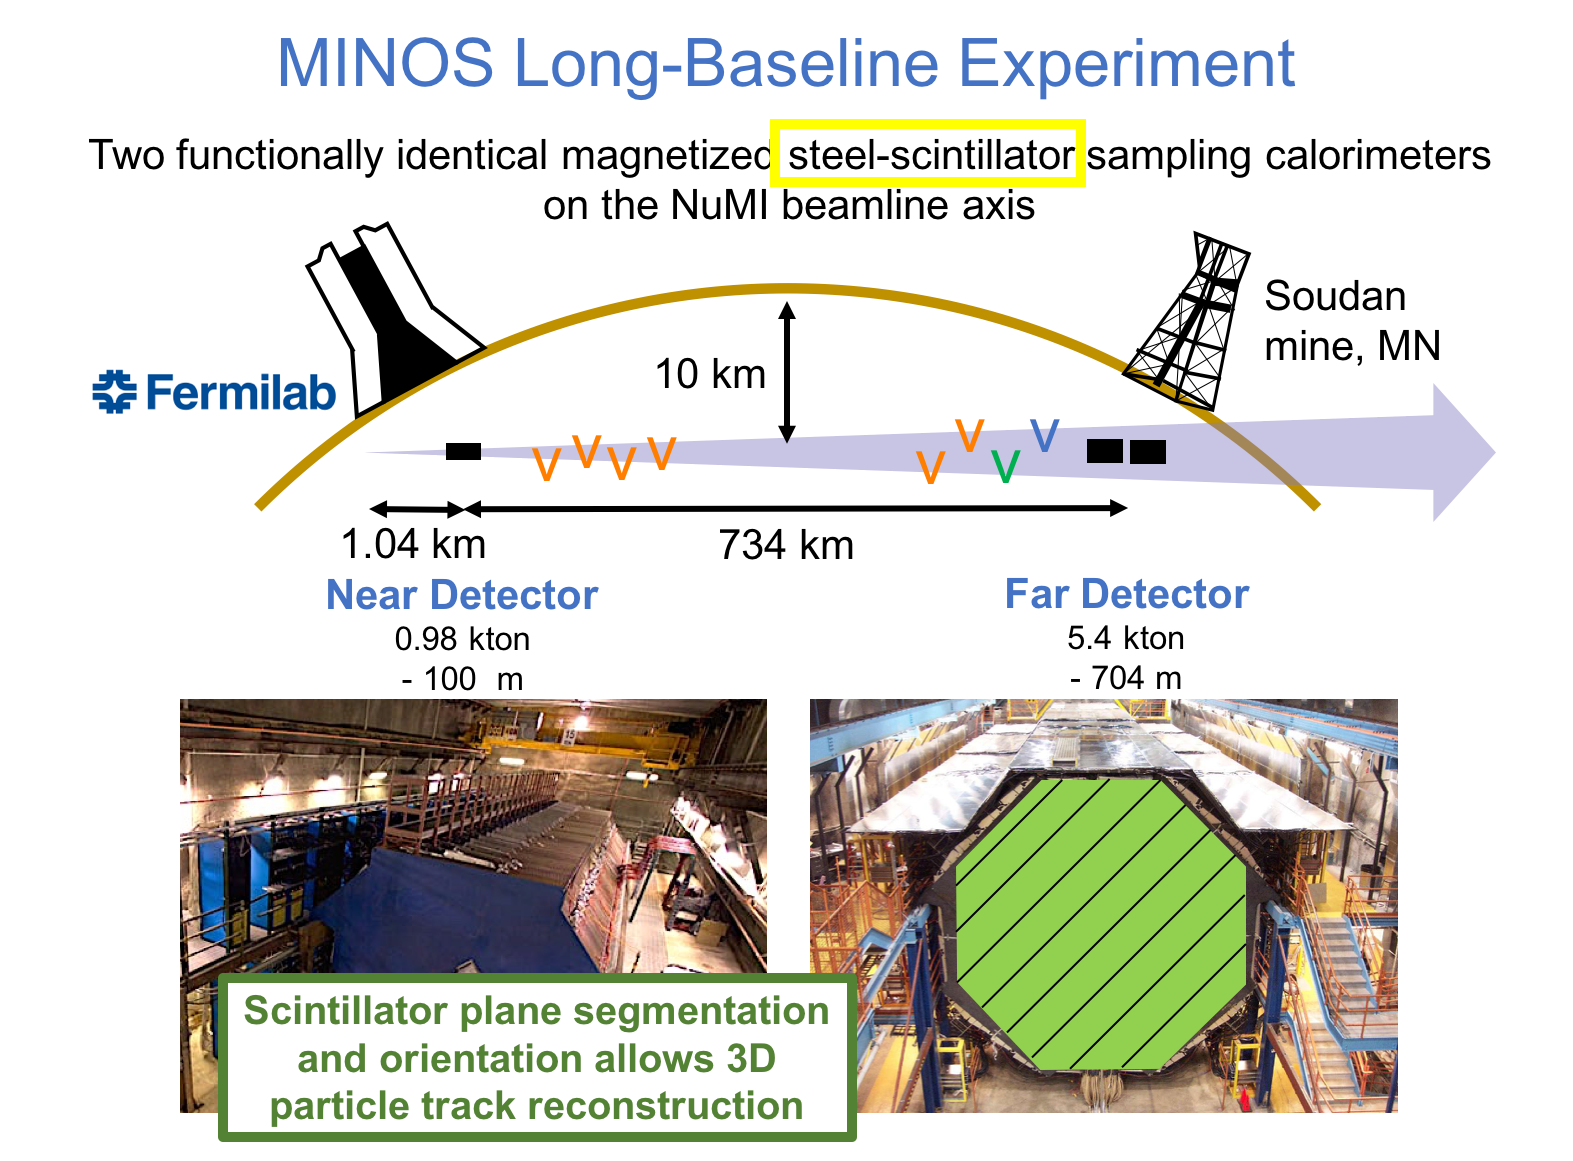 MINOS Long-Baseline Experiment
Two functionally identical magnetized steel-scintillator sampling calorimeters
on the NuMI beamline axis
Soudan
mine, MN
10 km
Fermilab
ν ν ν ν ν ν ν ν
1.04 km
734 km
Near Detector
0.98 kton
- 100 m
Far Detector
5.4 kton
- 704 m
15
Scintillator plane segmentation
and orientation allows 3D
particle track reconstruction